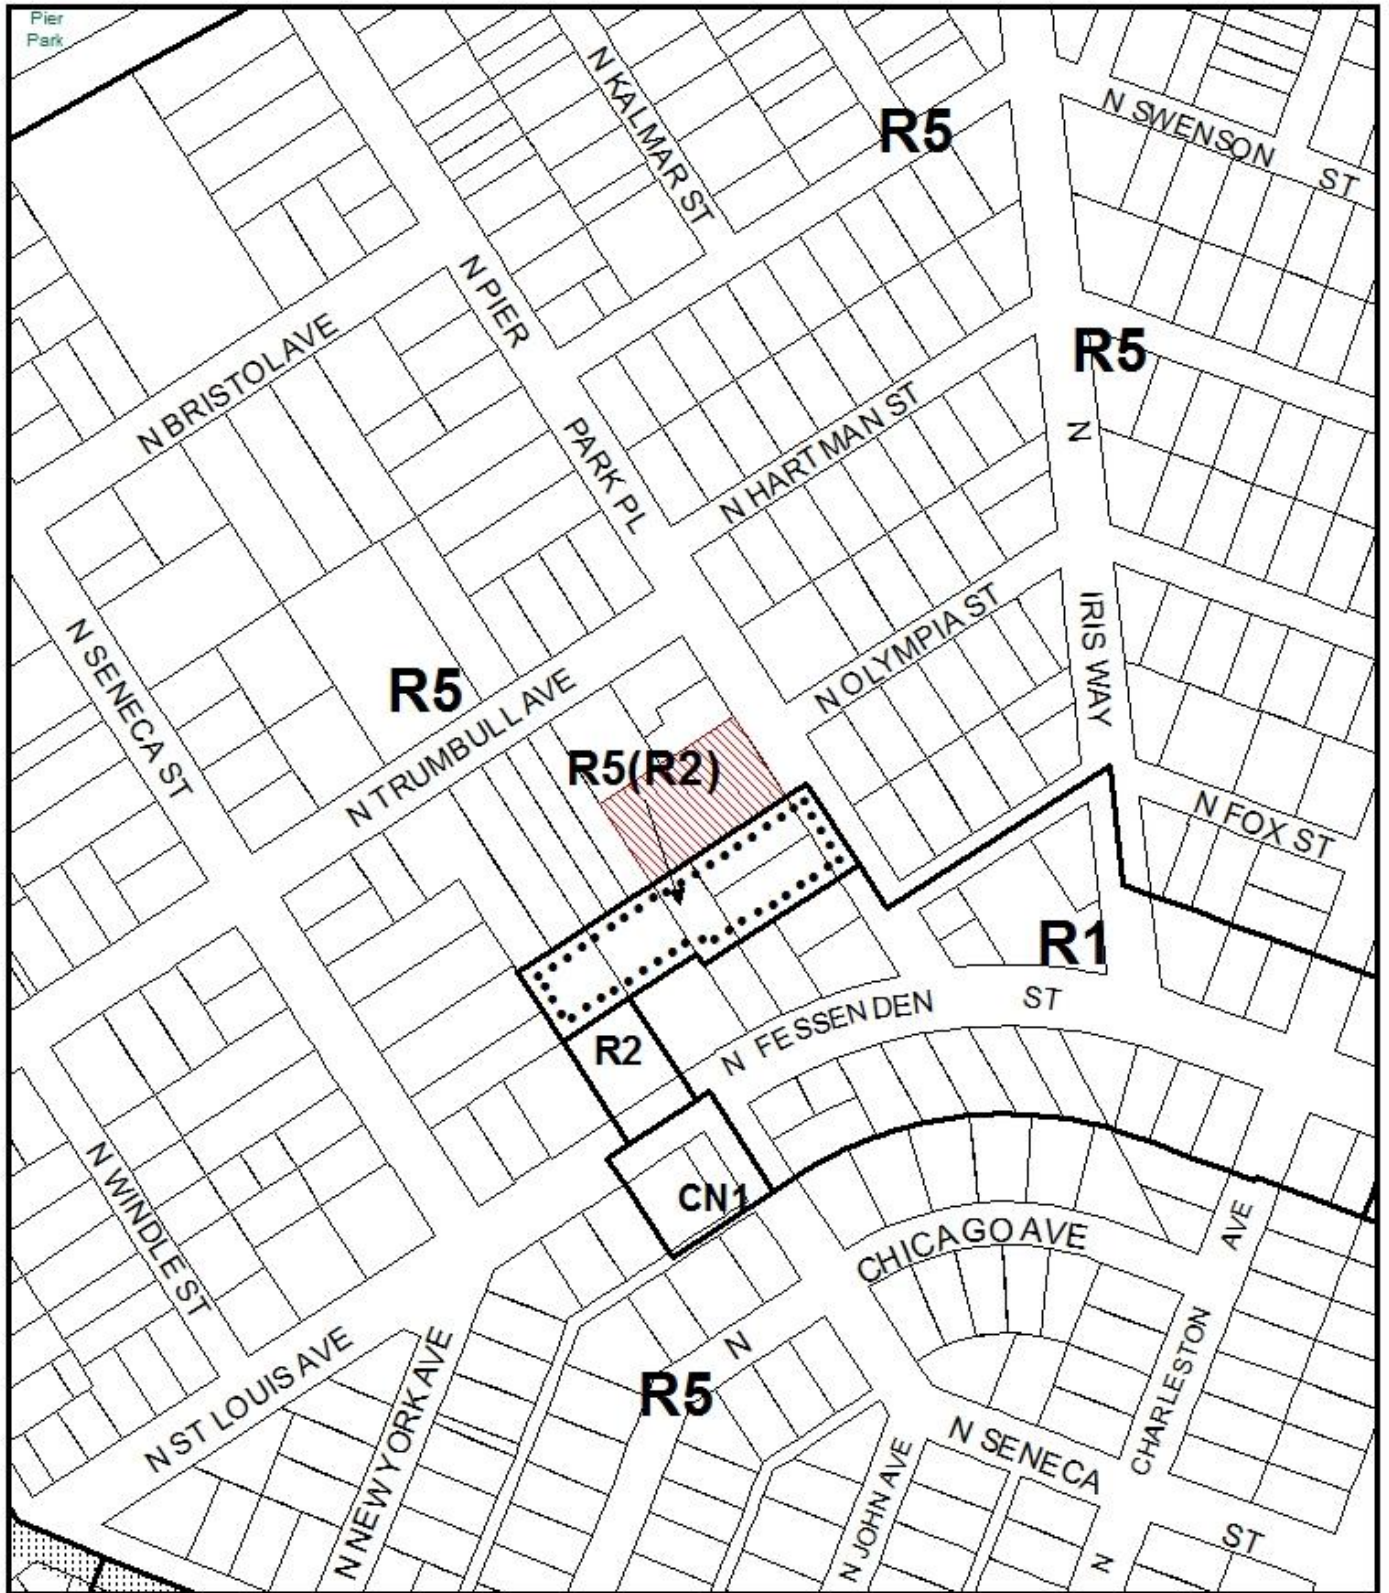 Pier
Park
N KALMAR ST
R5
N SWENSON
ST
N PIER
N BRISTOL AVE
R5
PARK PL
N HARTMAN ST
N
N SENECA ST
IRIS WAY
N OLYMPIA ST
R5
N TRUMBULL AVE
R5(R2)
N FOX ST
R1
N FESSENDEN
ST
R2
N WINDLE ST
CN1
CHICAGO AVE
AVE
N ST LOUIS AVE
N NEW YORK AVE
N
R5
CHARLESTON
N SENECA
N JOHN AVE
ST
N